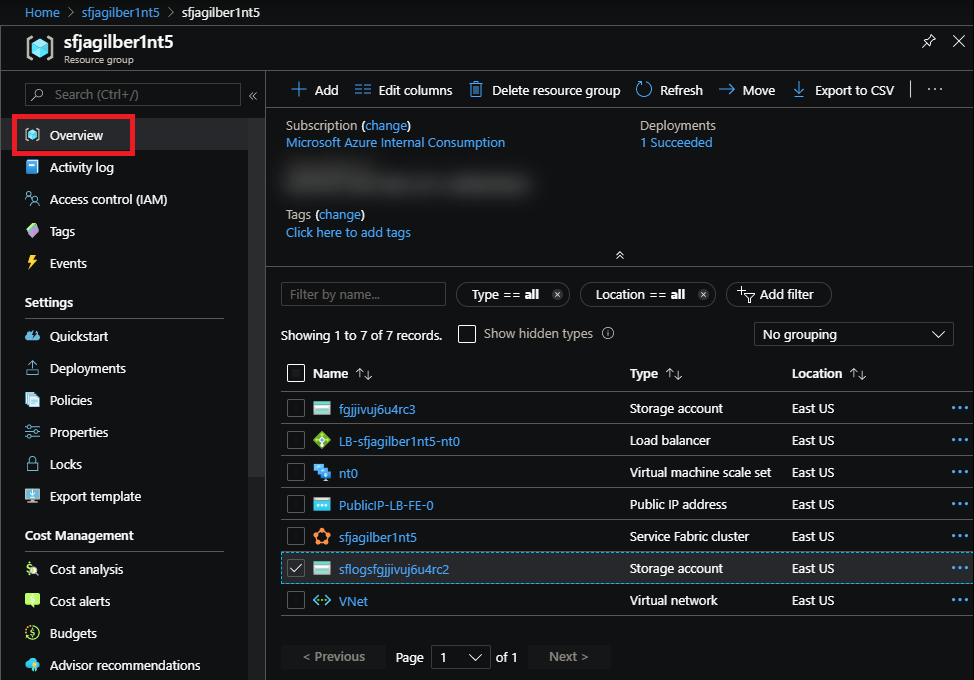 Home > sfjagilber1nt5 > sfjagilber1nt5
sfjagilber1nt5
Resource group
Search (Ctrl+/)
«
Overview
Activity log
Access control (IAM)
Tags
Events
Settings
Quickstart
Deployments
Policies
Properties
Locks
Export template
Cost Management
Cost analysis
Cost alerts
Budgets
Advisor recommendations
Add Edit columns Delete resource group Refresh Move Export to CSV ...
Subscription (change)
Microsoft Azure Internal Consumption
Deployments
1 Succeeded
Tags (change)
Click here to add tags
Filter by name... Type == all Location == all Add filter
Showing 1 to 7 of 7 records. Show hidden types No grouping
Name Type Location
fgjjivuj6u4rc3 Storage account East US
LB-sfjagilber1nt5-nt0 Load balancer East US
nt0 Virtual machine scale set East US
PublicIP-LB-FE-0 Public IP address East US
sfjagilber1nt5 Service Fabric cluster East US
sflogsfgjjivuj6u4rc2 Storage account East US
VNet Virtual network East US
< Previous Page 1 of 1 Next >